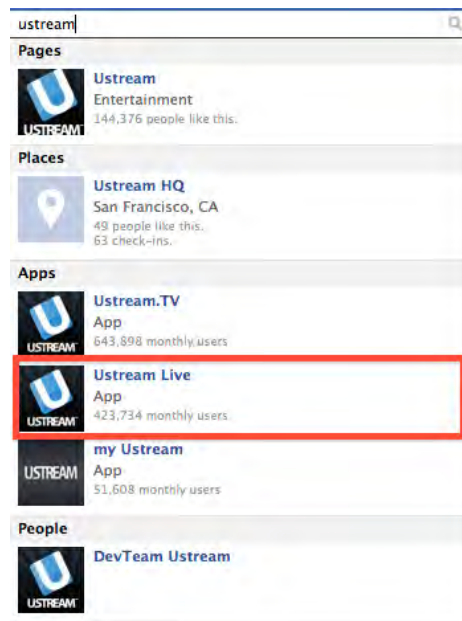 ustream
Pages
USTREAM
Ustream
Entertainment
144,376 people like this.
Places
Ustream HQ
San Francisco, CA
49 people like this.
63 check-ins.
Apps
USTREAM
Ustream.TV
App
643,898 monthly users
USTREAM
Ustream Live
App
423,734 monthly users
USTREAM
my Ustream
App
51,608 monthly users
People
USTREAM
DevTeam Ustream